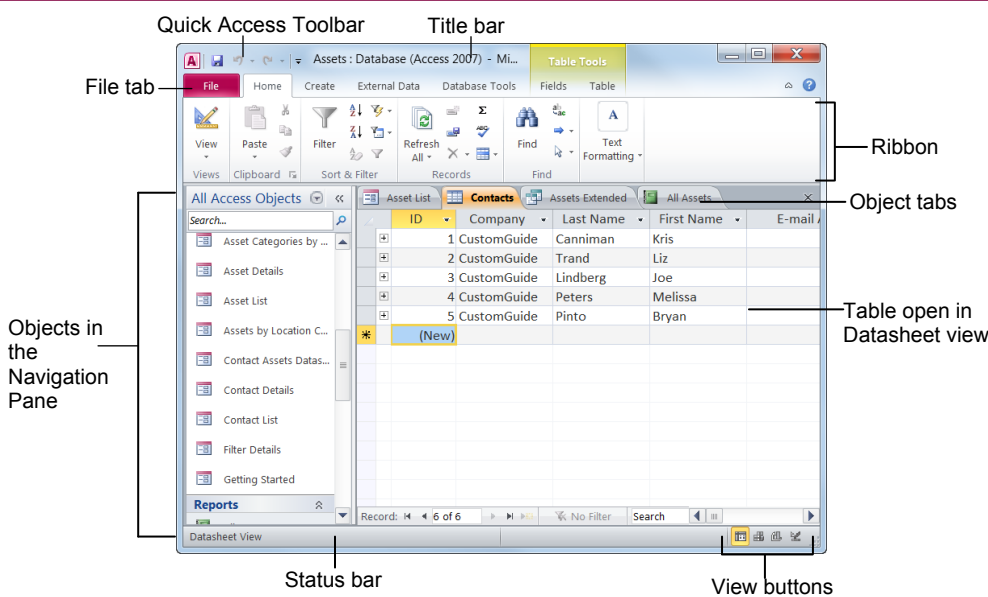 Quick Access Toolbar
Title bar
Assets : Database (Access 2007) - Mi...
Table Tools
File tab
File
Home
Create
External Data
Database Tools
Fields
Table
View
Paste
Filter
Refresh All
Σ
ABC
Find
ab ac
A
Text Formatting
Views
Clipboard
Sort & Filter
Records
Find
Ribbon
All Access Objects
Search...
Asset Categories by ...
Asset Details
Asset List
Assets by Location C...
Contact Assets Datas...
Contact Details
Contact List
Filter Details
Getting Started
Reports
Objects in
the
Navigation
Pane
Asset List
Contacts
Assets Extended
All Assets
Object tabs
ID Company Last Name First Name E-mail A
1 CustomGuide Canniman Kris
2 CustomGuide Trand Liz
3 CustomGuide Lindberg Joe
4 CustomGuide Peters Melissa
5 CustomGuide Pinto Bryan
(New)
Table open in
Datasheet view
Record: 6 of 6 No Filter Search
Datasheet View
Status bar
View buttons